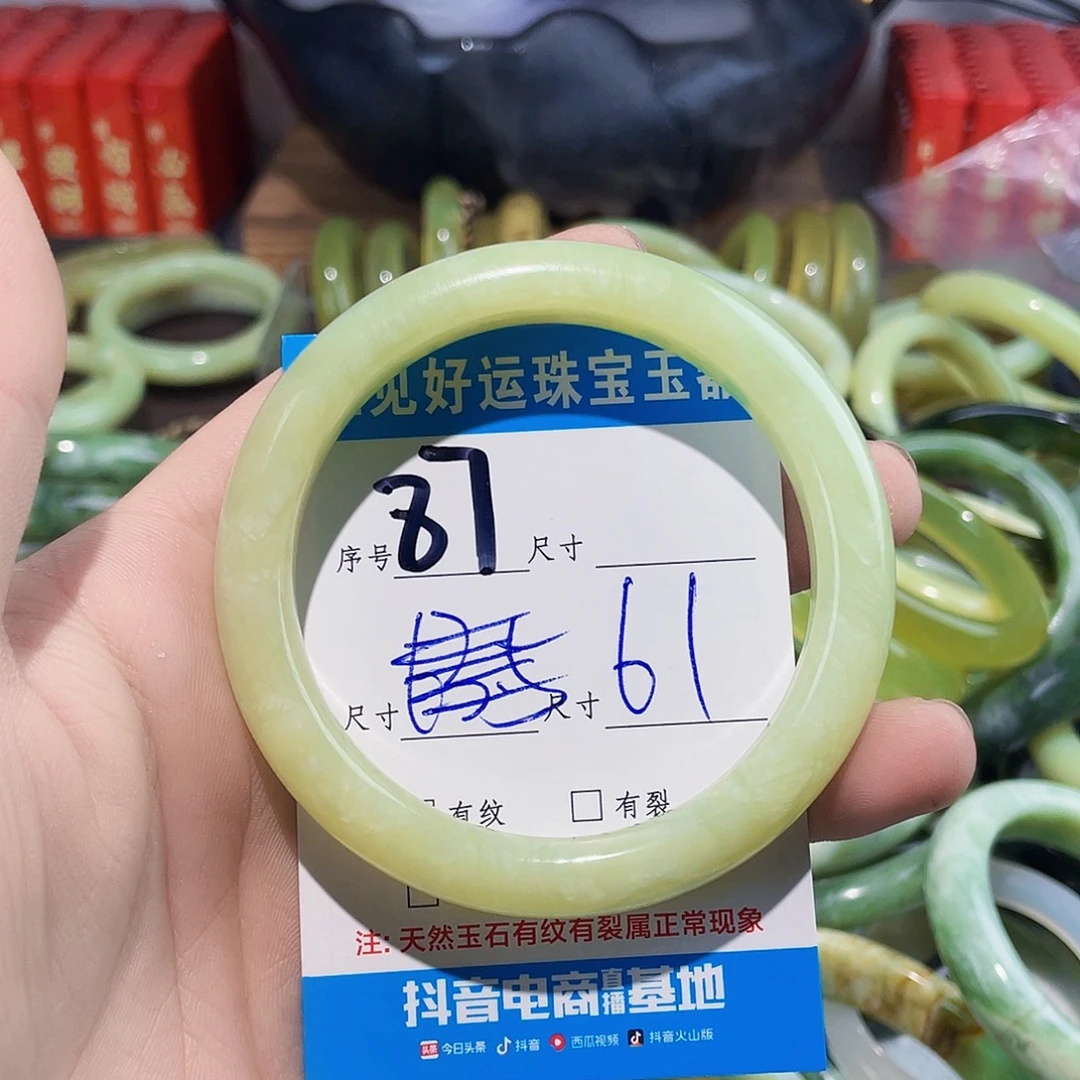 见好运珠宝玉器
序号 87 尺寸
尺寸 尺寸 61
有纹 □ 有裂
注: 天然玉石有纹有裂属正常现象
抖音电商直播基地
头条 今日头条 抖音 西瓜视频 抖音火山版